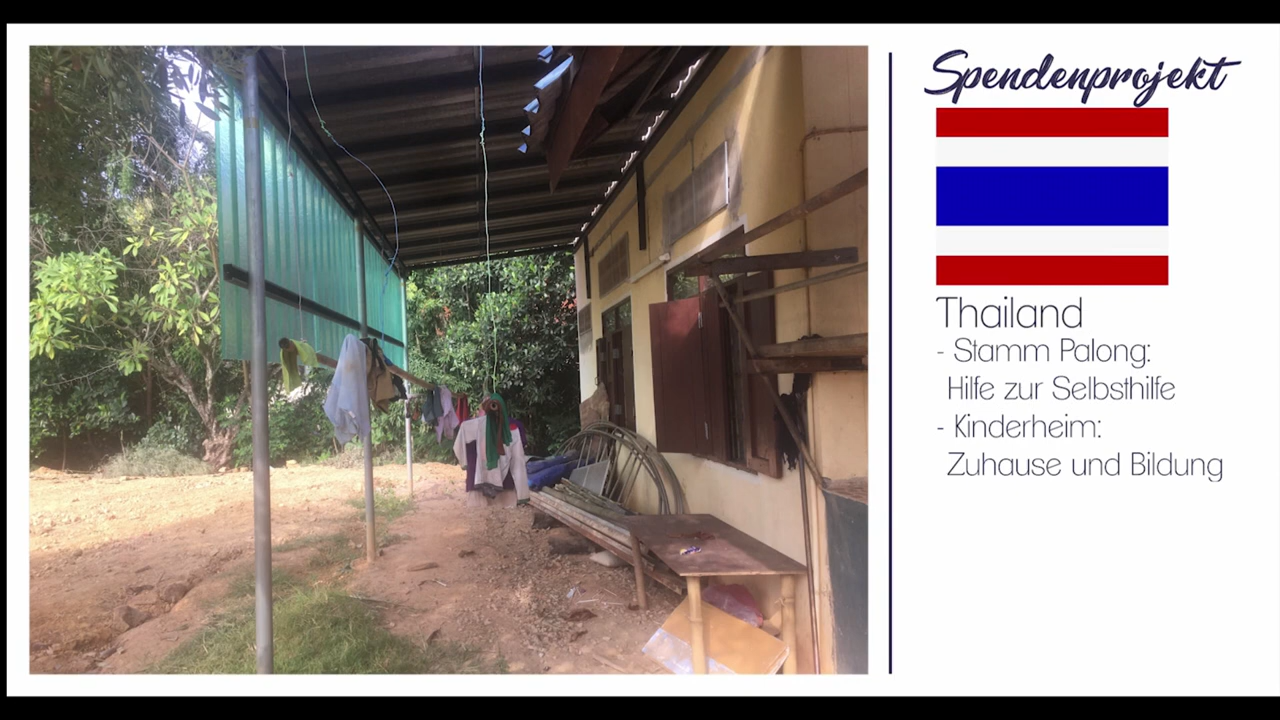 Spendenprojekt
Thailand
- Stamm Palong:
Hilfe zur Selbsthilfe
- Kinderheim:
Zuhause und Bildung